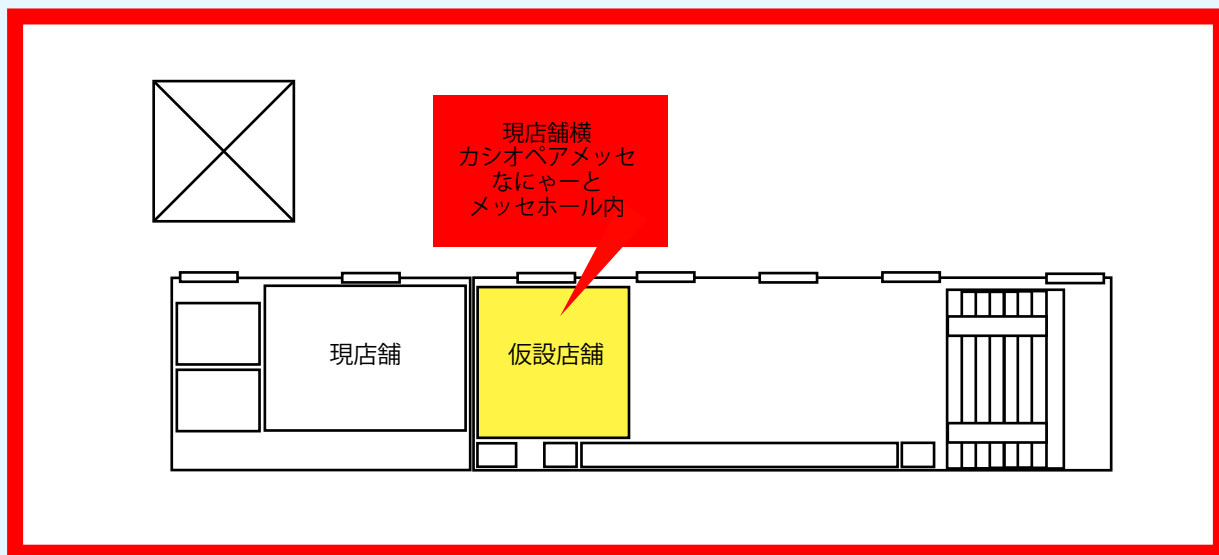 現店舗横
カシオペアメッセ
なにゃーと
メッセホール内
現店舗
仮設店舗